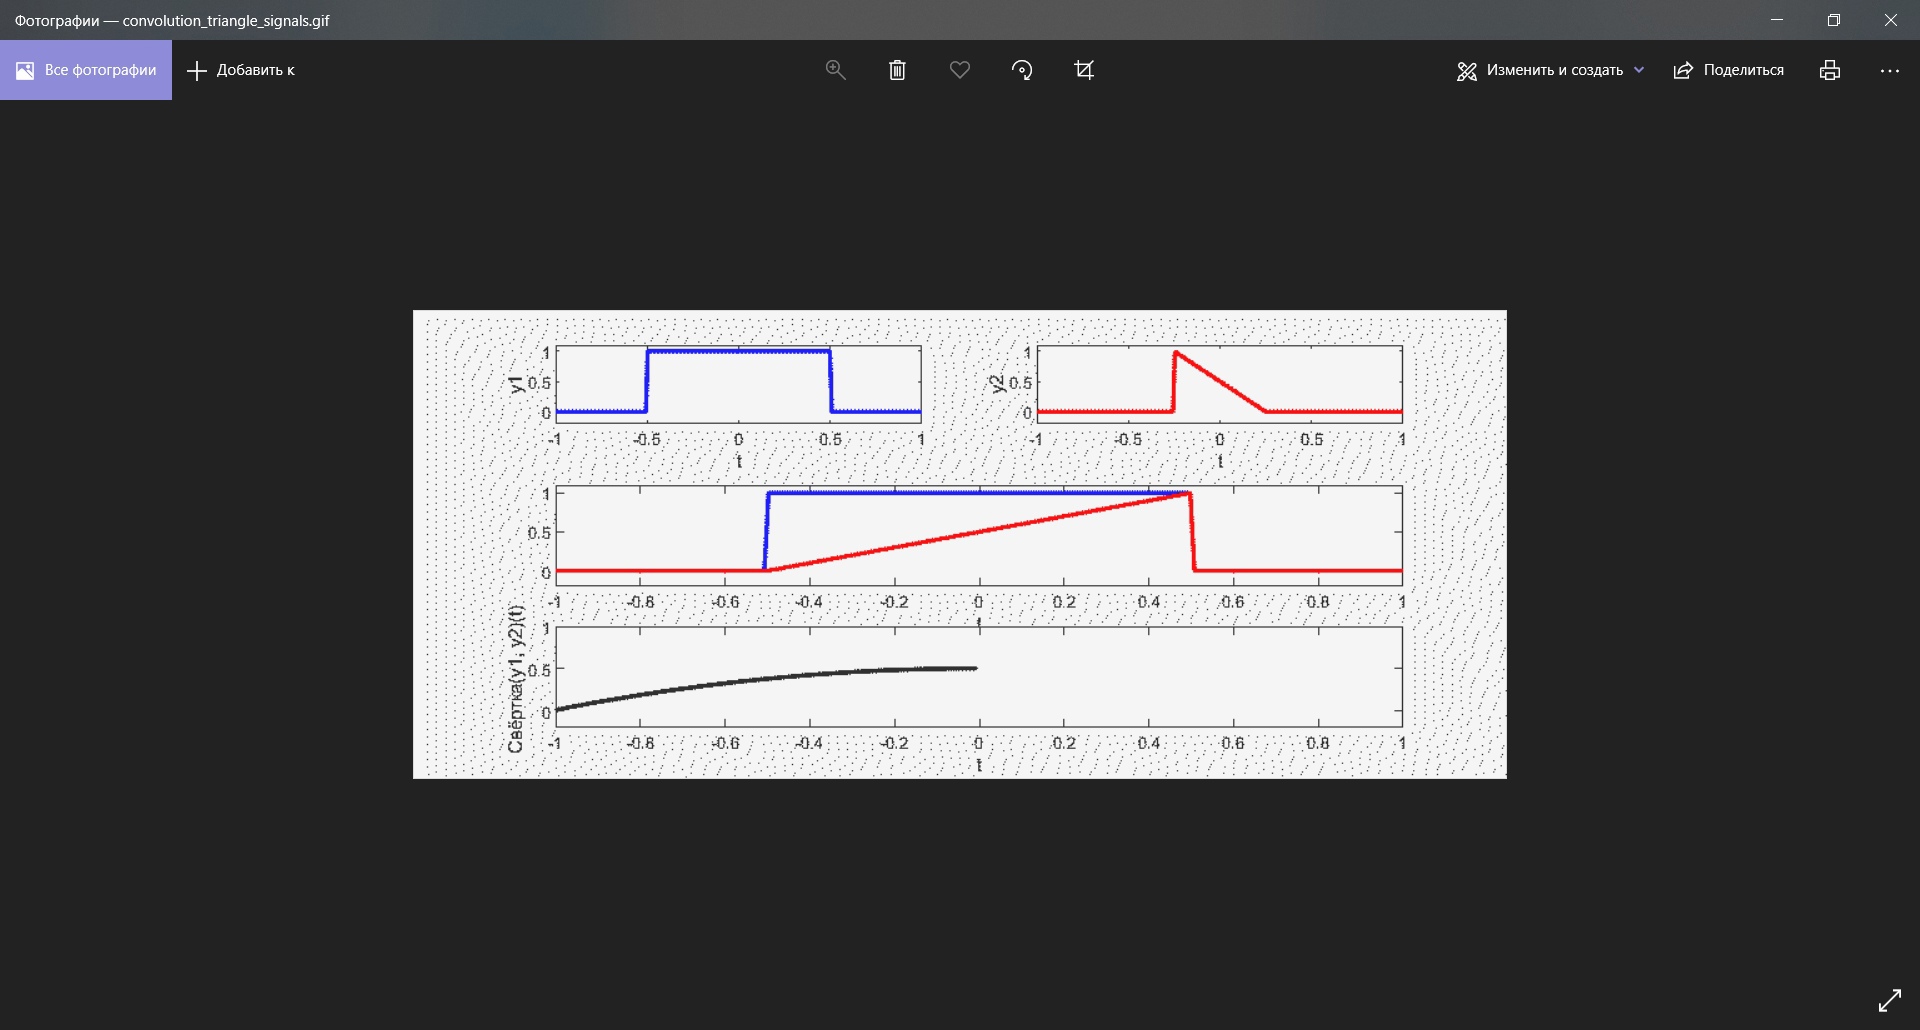 Фотографии — convolution_triangle_signals.gif
Все фотографии
Добавить к
Изменить и создать
Поделиться
y1
1
0.5
0
-1 -0.5 0 0.5 1
t
y2
1
0.5
0
-1 -0.5 0 0.5 1
t
1
0.5
0
-1 -0.8 -0.6 -0.4 -0.2 0 0.2 0.4 0.6 0.8 1
t
Свёртка(y1, y2)(t)
1
0.5
0
-1 -0.8 -0.6 -0.4 -0.2 0 0.2 0.4 0.6 0.8 1
t